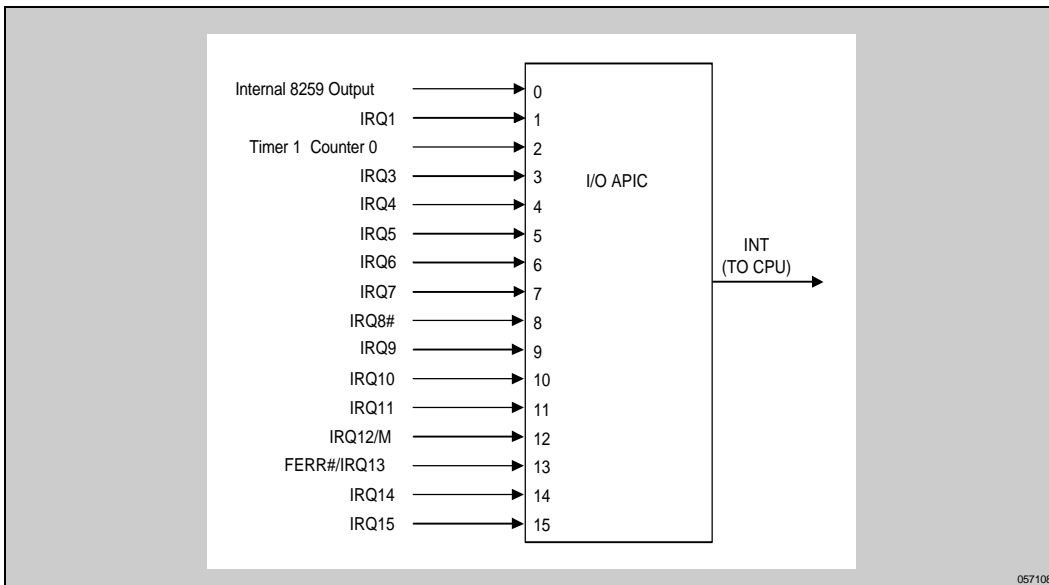 Internal 8259 Output 0
IRQ1 1
Timer 1 Counter 0 2
IRQ3 3
I/O APIC
IRQ4 4
IRQ5 5
INT
(TO CPU)
IRQ6 6
IRQ7 7
IRQ8# 8
IRQ9 9
IRQ10 10
IRQ11 11
IRQ12/M 12
FERR#/IRQ13 13
IRQ14 14
IRQ15 15